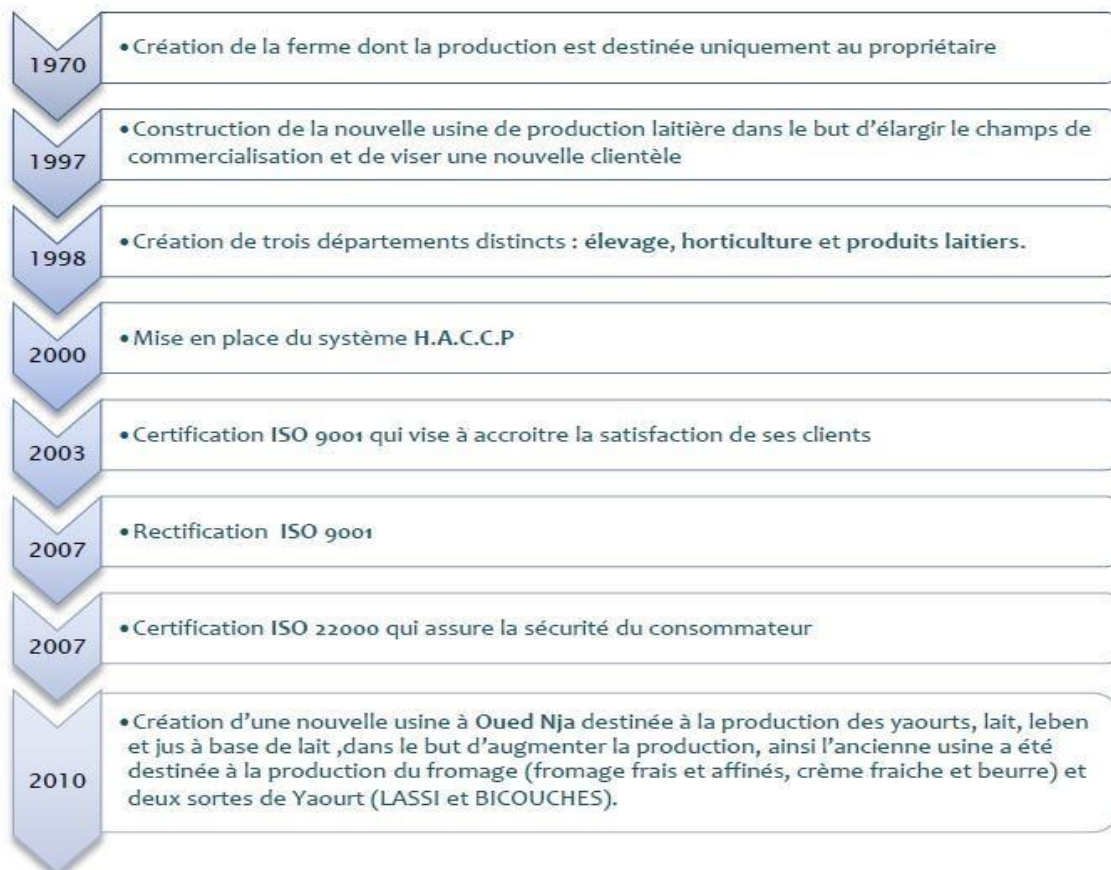 1970
•Création de la ferme dont la production est destinée uniquement au propriétaire
1997
•Construction de la nouvelle usine de production laitière dans le but d'élargir le champs de
commercialisation et de viser une nouvelle clientèle
1998
•Création de trois départements distincts : élevage, horticulture et produits laitiers.
2000
•Mise en place du système H.A.C.C.P
2003
•Certification ISO 9001 qui vise à accroitre la satisfaction de ses clients
2007
•Rectification ISO 9001
2007
•Certification ISO 22000 qui assure la sécurité du consommateur
2010
•Création d'une nouvelle usine à Oued Nja destinée à la production des yaourts, lait, leben
et jus à base de lait ,dans le but d'augmenter la production, ainsi l'ancienne usine a été
destinée à la production du fromage (fromage frais et affinés, crème fraiche et beurre) et
deux sortes de Yaourt (LASSI et BICOUCHES).